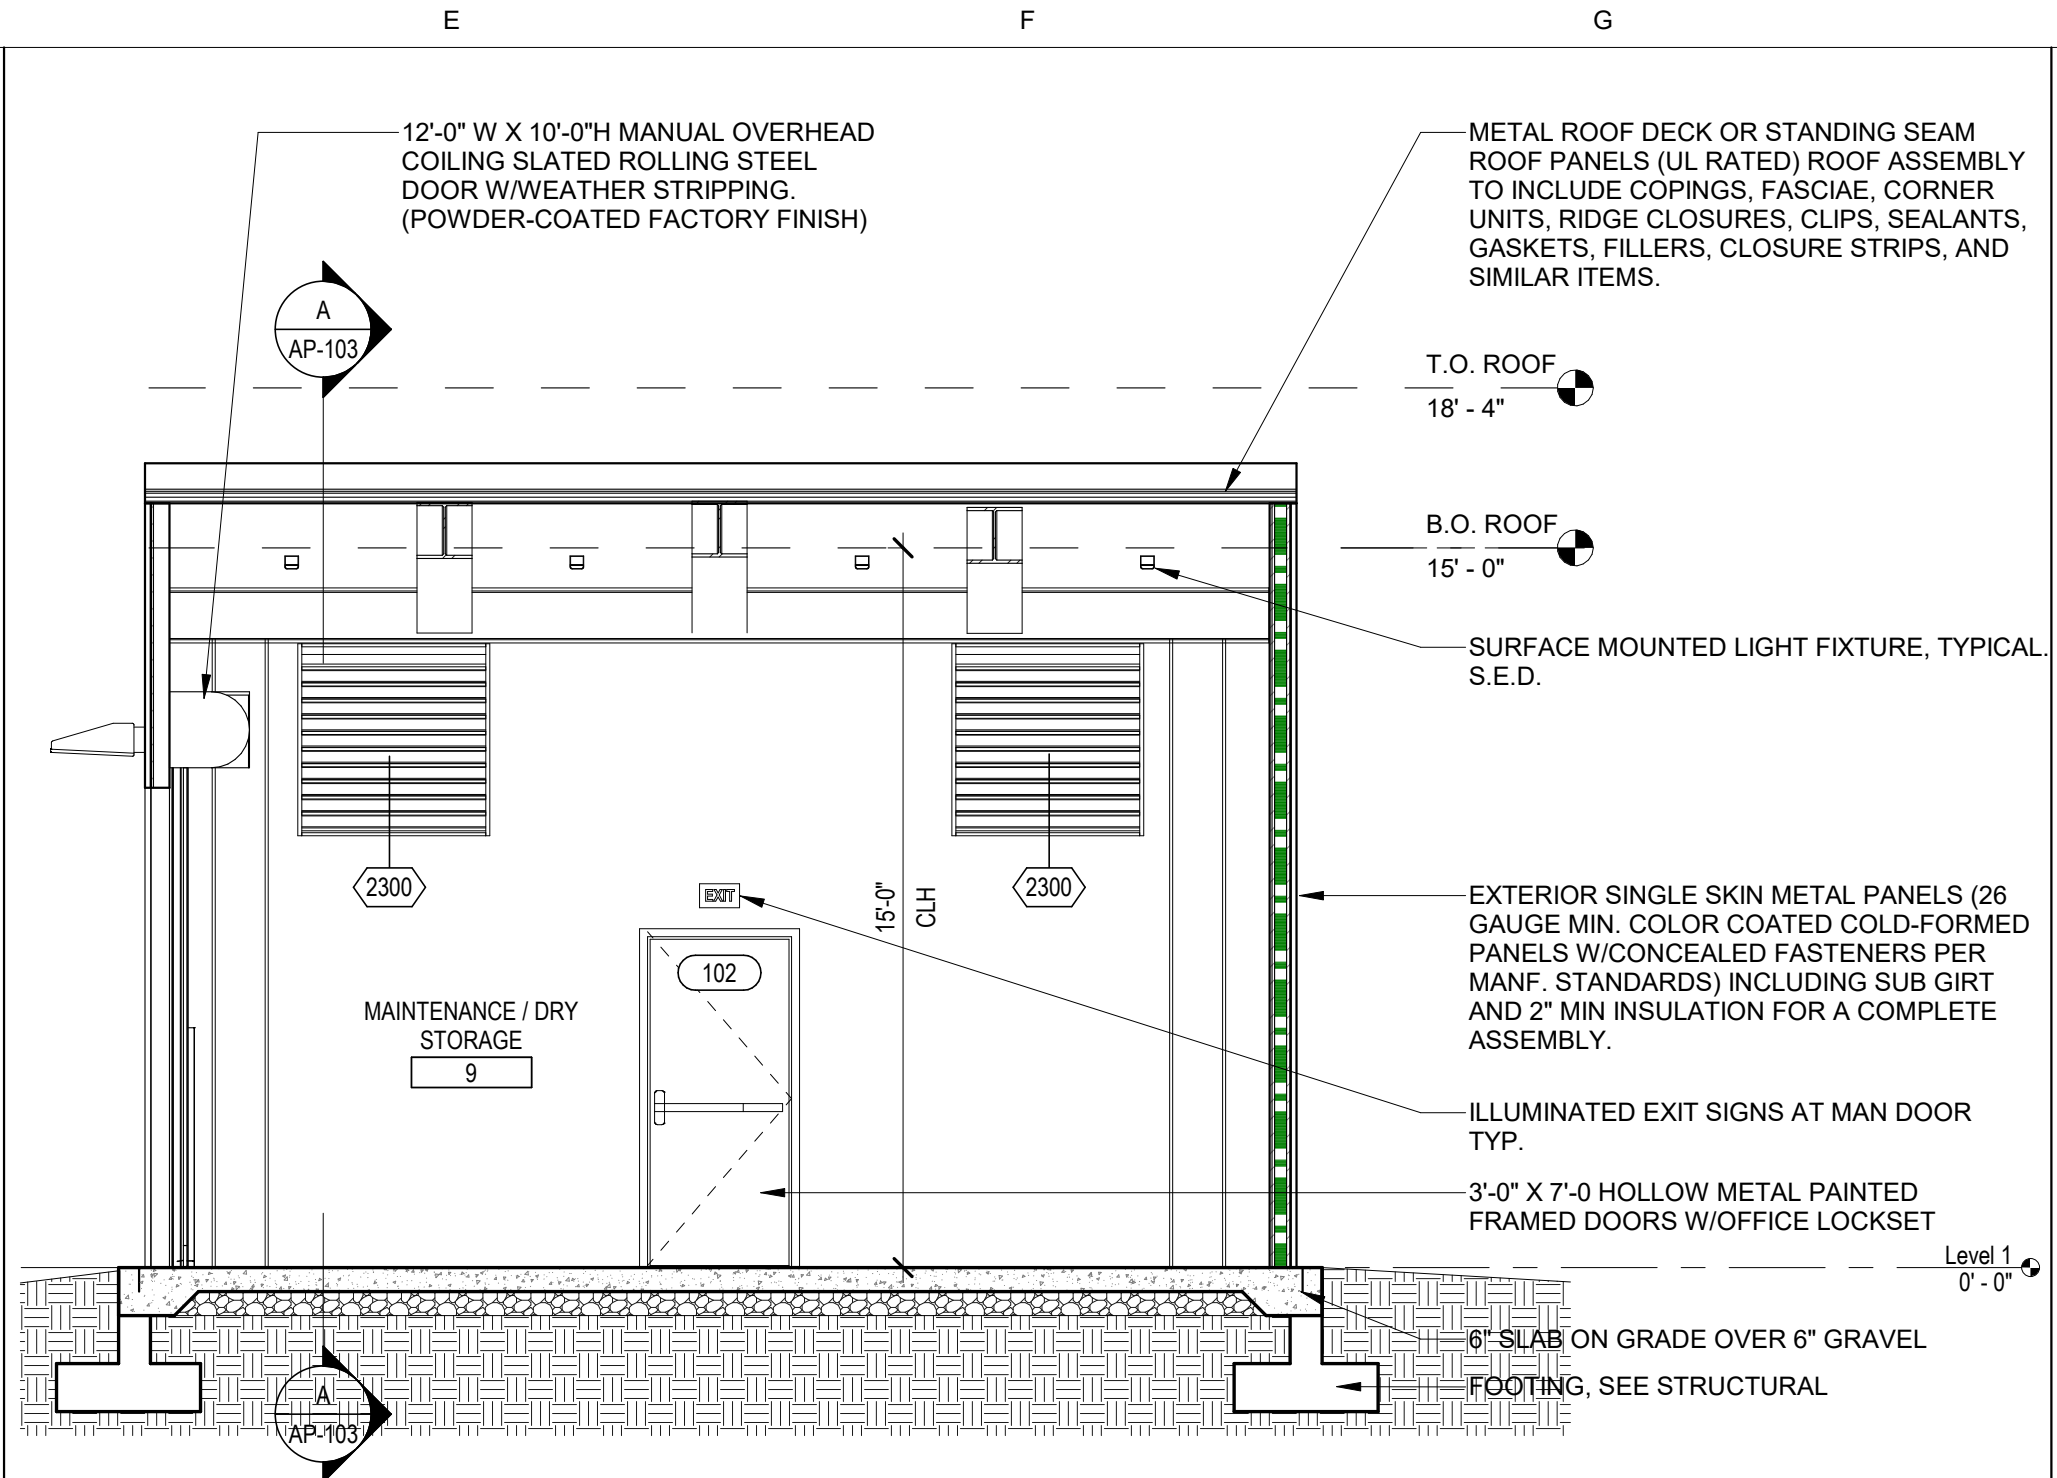 E
F
G
12'-0" W X 10'-0"H MANUAL OVERHEAD
COILING SLATED ROLLING STEEL
DOOR W/WEATHER STRIPPING.
(POWDER-COATED FACTORY FINISH)
METAL ROOF DECK OR STANDING SEAM
ROOF PANELS (UL RATED) ROOF ASSEMBLY
TO INCLUDE COPINGS, FASCIAE, CORNER
UNITS, RIDGE CLOSURES, CLIPS, SEALANTS,
GASKETS, FILLERS, CLOSURE STRIPS, AND
SIMILAR ITEMS.
A
AP-103
T.O. ROOF
18' - 4"
B.O. ROOF
15' - 0"
SURFACE MOUNTED LIGHT FIXTURE, TYPICAL.
S.E.D.
2300
2300
EXIT
15'-0"
CLH
EXTERIOR SINGLE SKIN METAL PANELS (26
GAUGE MIN. COLOR COATED COLD-FORMED
PANELS W/CONCEALED FASTENERS PER
MANF. STANDARDS) INCLUDING SUB GIRT
AND 2" MIN INSULATION FOR A COMPLETE
ASSEMBLY.
102
MAINTENANCE / DRY
STORAGE
9
ILLUMINATED EXIT SIGNS AT MAN DOOR
TYP.
3'-0" X 7'-0 HOLLOW METAL PAINTED
FRAMED DOORS W/OFFICE LOCKSET
Level 1
0' - 0"
6" SLAB ON GRADE OVER 6" GRAVEL
FOOTING, SEE STRUCTURAL
A
AP-103